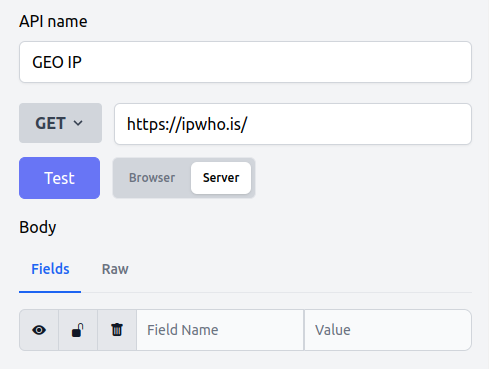 API name
GEO IP
GET https://ipwho.is/
Test Browser Server
Body
Fields Raw
Field Name Value